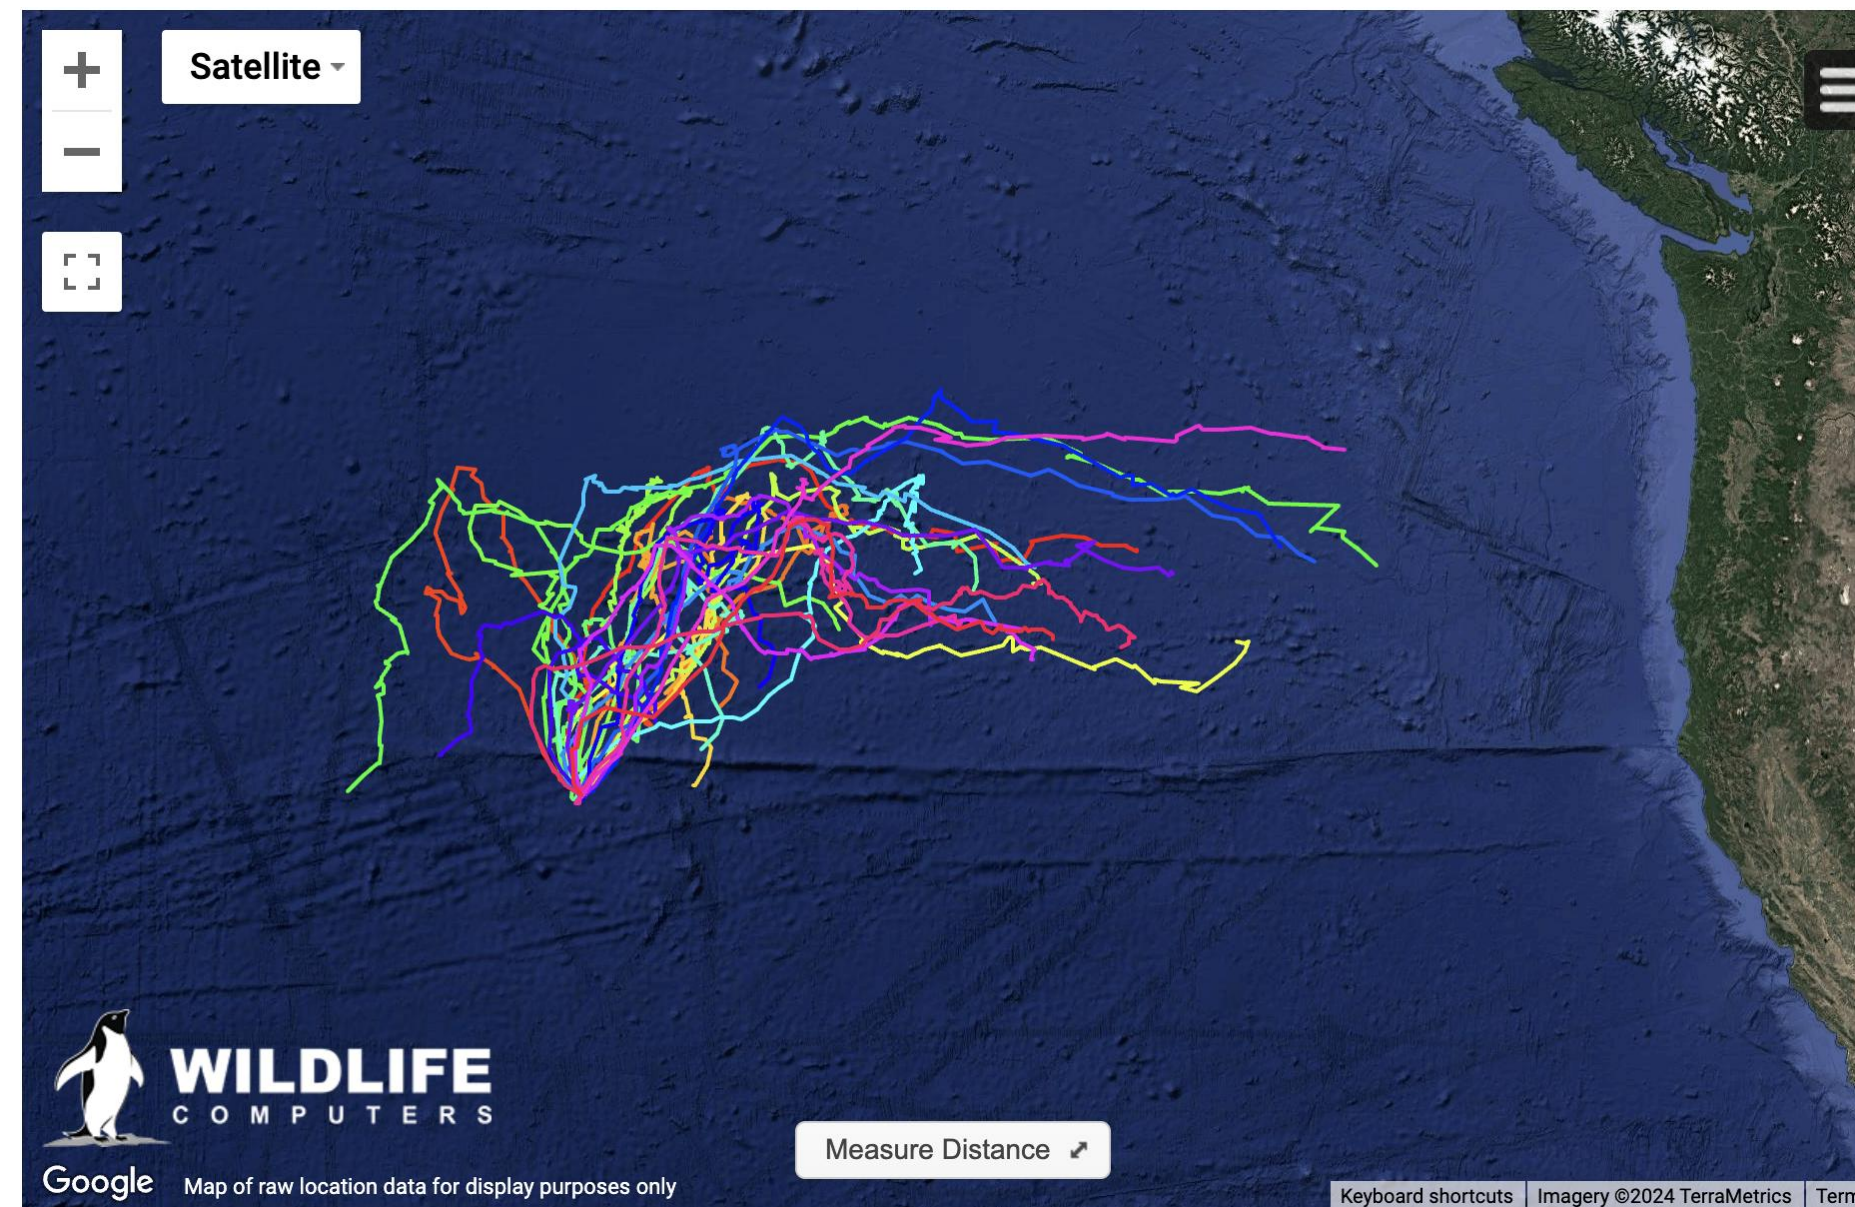 Satellite
WILDLIFE
COMPUTERS
Measure Distance
Google
Map of raw location data for display purposes only
Keyboard shortcuts
Imagery ©2024 TerraMetrics
Term